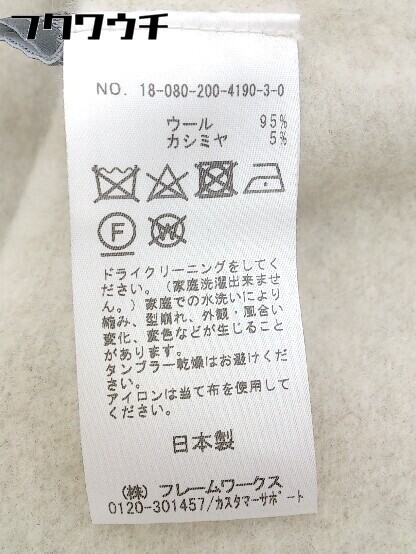 フクワウチ
NO. 18-080-200-4190-3-0
ウール 95%
カシミヤ 5%
F
W
ドライクリーニングをしてく
ださい。（家庭洗濯出来ませ
ん。）家庭での水洗いにより
縮み、型崩れ、外観・風合い
変化、変色などが生じること
があります。
タンブラー乾燥はお避けくだ
さい。
アイロンは当て布を使用して
ください。
日本製
（株）フレームワークス
0120-301457/カスタマーサポート